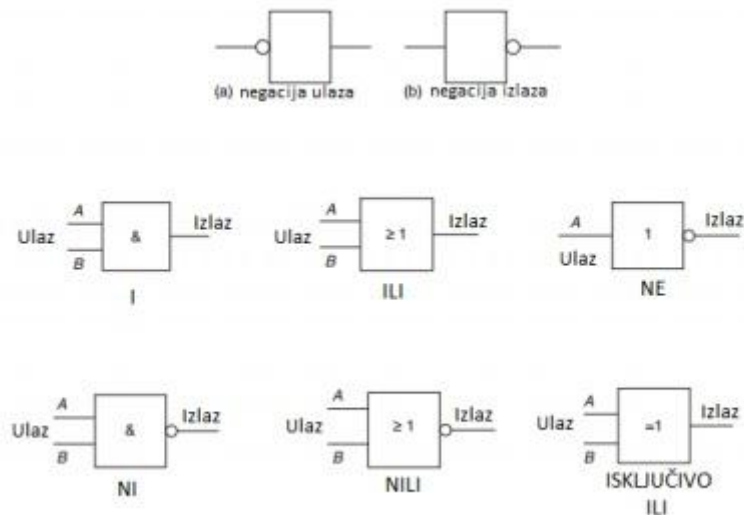 (a) negacija ulaza (b) negacija izlaza
A
Ulaz & Izlaz
B
I
A
Ulaz ≥ 1 Izlaz
B
ILI
A
Ulaz 1 Izlaz
NE
A
Ulaz & Izlaz
B
NI
A
Ulaz ≥ 1 Izlaz
B
NILI
A
Ulaz =1 Izlaz
B
ISKLJUČIVO
ILI